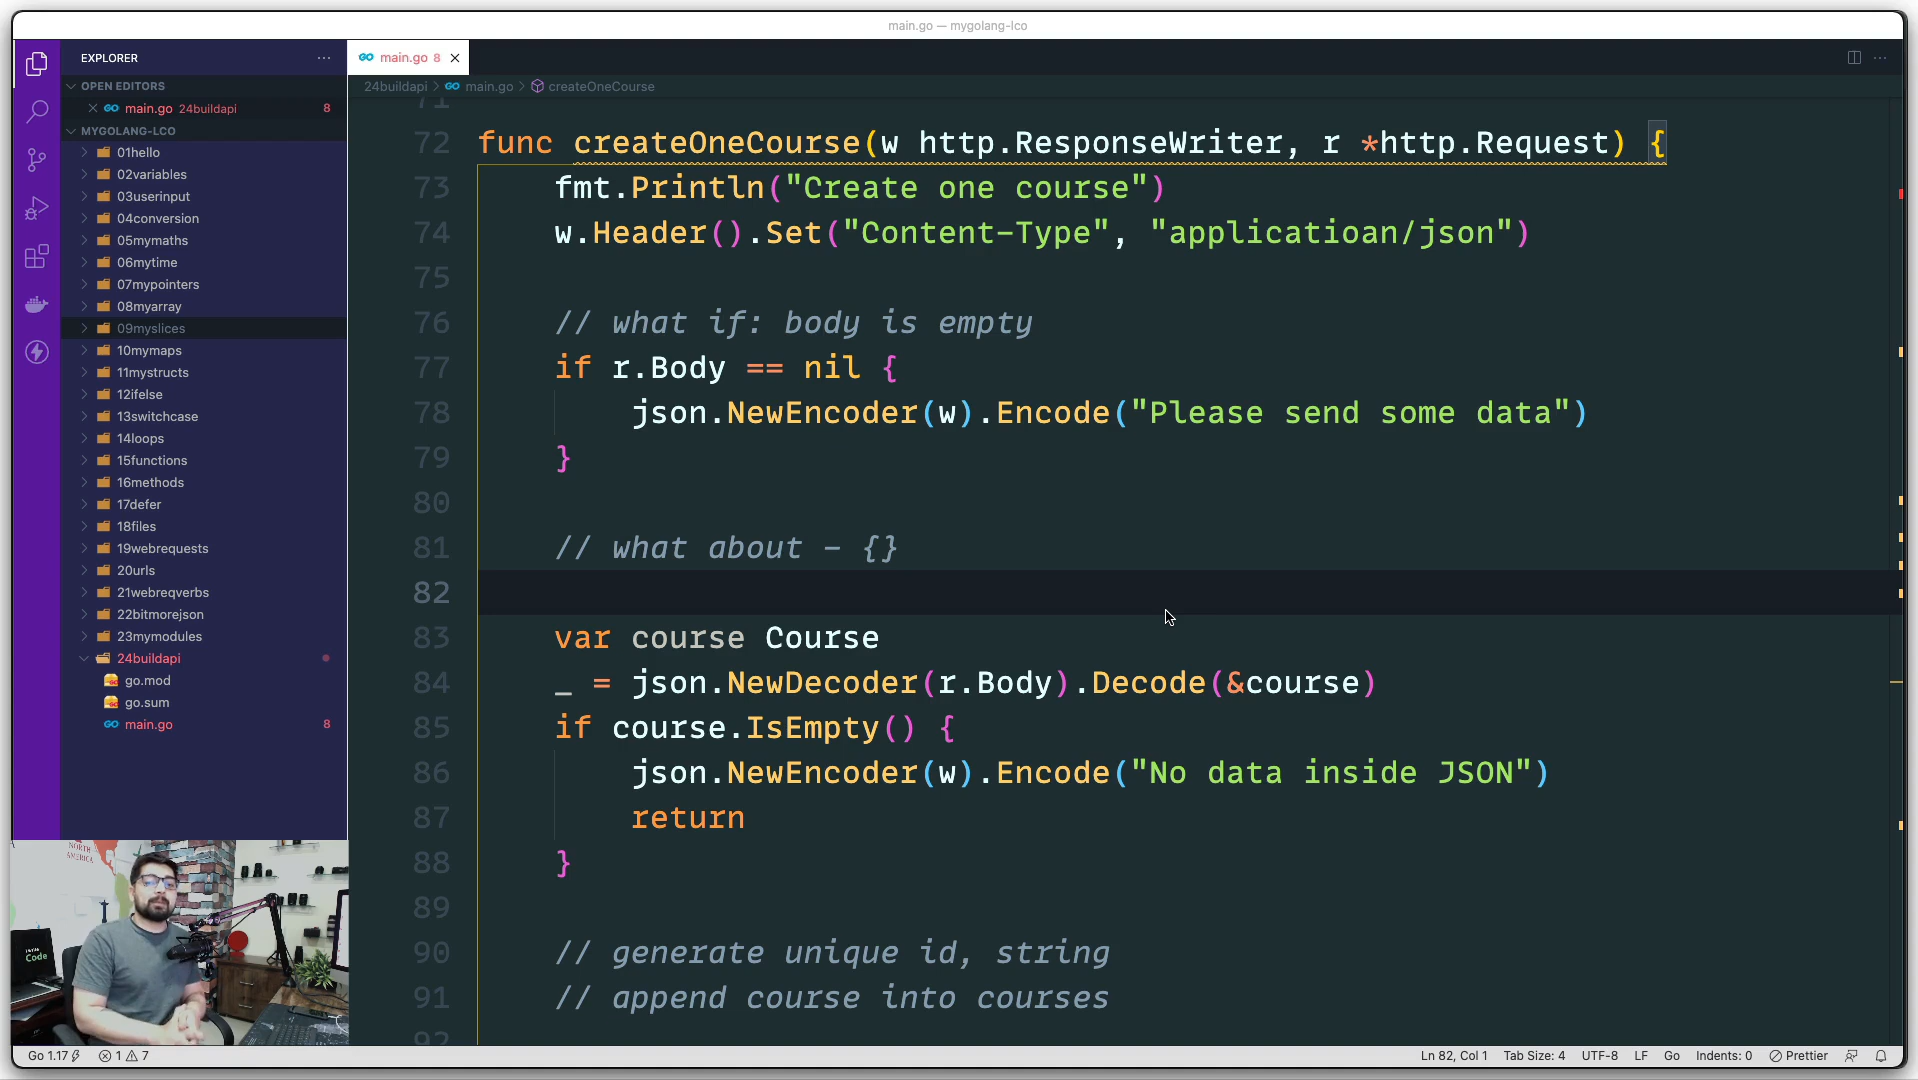 main.go — mygolang-lco
EXPLORER
OPEN EDITORS
main.go 24buildapi 8
MYGOLANG-LCO
01hello
02variables
03userinput
04conversion
05mymaths
06mytime
07mypointers
08myarray
09myslices
10mymaps
11mystructs
12ifelse
13switchcase
14loops
15functions
16methods
17defer
18files
19webrequests
20urls
21webreqverbs
22bitmorejson
23mymodules
24buildapi
go.mod
go.sum
main.go 8
main.go 8
24buildapi > main.go > createOneCourse
71
72 func createOneCourse(w http.ResponseWriter, r *http.Request) {
73 fmt.Println("Create one course")
74 w.Header().Set("Content-Type", "applicatioan/json")
75
76 // what if: body is empty
77 if r.Body == nil {
78 json.NewEncoder(w).Encode("Please send some data")
79 }
80
81 // what about - {}
82
83 var course Course
84 _ = json.NewDecoder(r.Body).Decode(&course)
85 if course.IsEmpty() {
86 json.NewEncoder(w).Encode("No data inside JSON")
87 return
88 }
89
90 // generate unique id, string
91 // append course into courses
92
NORTH
AMERICA
Code
Go 1.17 1 7 Ln 82, Col 1 Tab Size: 4 UTF-8 LF Go Indents: 0 Prettier